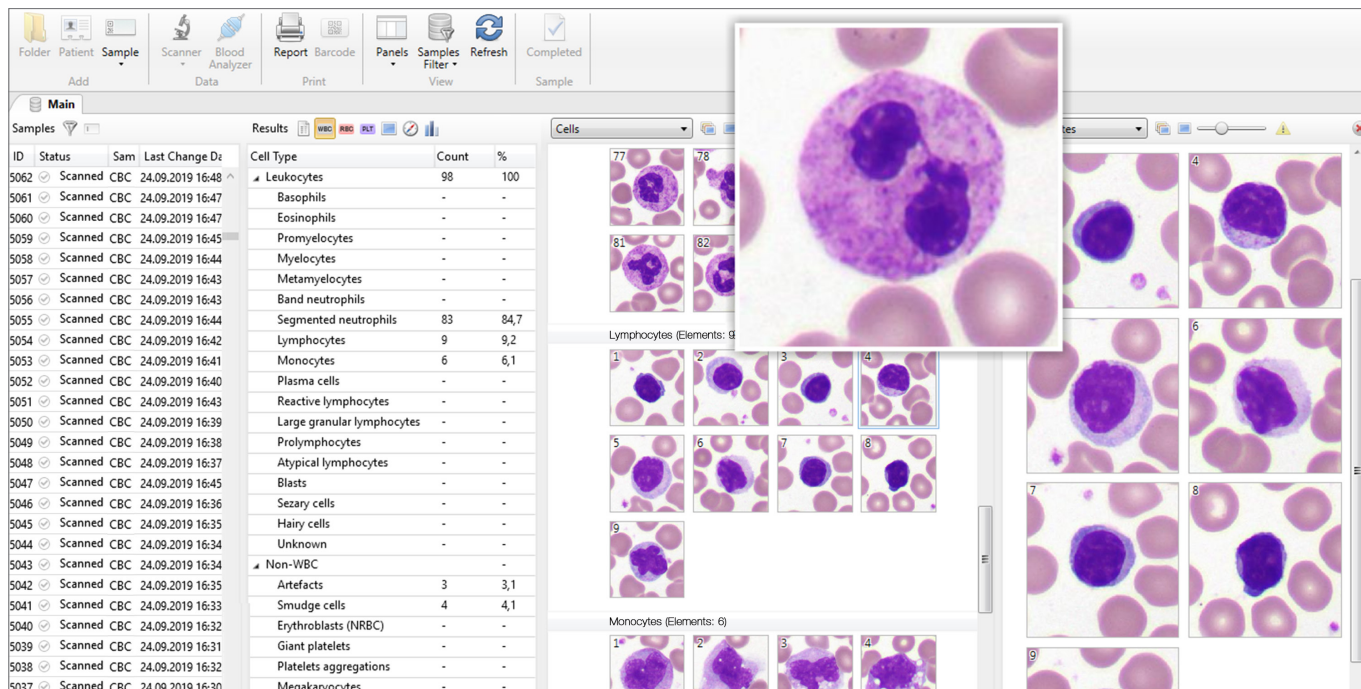 Folder Patient Sample Scanner Blood Analyzer Report Barcode Panels Samples Filter Refresh Completed
Add Data Print View Sample
Main
Samples Results WBC RBC PLT Cells
ID Status Sam Last Change Da Cell Type Count %
5062 Scanned CBC 24.09.2019 16:48 Leukocytes 98 100
5061 Scanned CBC 24.09.2019 16:47 Basophils - -
5060 Scanned CBC 24.09.2019 16:47 Eosinophils - -
5059 Scanned CBC 24.09.2019 16:45 Promyelocytes - -
5058 Scanned CBC 24.09.2019 16:44 Myelocytes - -
5057 Scanned CBC 24.09.2019 16:43 Metamyelocytes - -
5056 Scanned CBC 24.09.2019 16:43 Band neutrophils - -
5055 Scanned CBC 24.09.2019 16:44 Segmented neutrophils 83 84,7
5054 Scanned CBC 24.09.2019 16:42 Lymphocytes 9 9,2
5053 Scanned CBC 24.09.2019 16:41 Monocytes 6 6,1
5052 Scanned CBC 24.09.2019 16:40 Plasma cells - -
5051 Scanned CBC 24.09.2019 16:43 Reactive lymphocytes - -
5050 Scanned CBC 24.09.2019 16:39 Large granular lymphocytes - -
5049 Scanned CBC 24.09.2019 16:38 Prolymphocytes - -
5048 Scanned CBC 24.09.2019 16:37 Atypical lymphocytes - -
5047 Scanned CBC 24.09.2019 16:45 Blasts - -
5046 Scanned CBC 24.09.2019 16:36 Sezary cells - -
5045 Scanned CBC 24.09.2019 16:35 Hairy cells - -
5044 Scanned CBC 24.09.2019 16:34 Unknown - -
5043 Scanned CBC 24.09.2019 16:34 Non-WBC -
5042 Scanned CBC 24.09.2019 16:35 Artefacts 3 3,1
5041 Scanned CBC 24.09.2019 16:33 Smudge cells 4 4,1
5040 Scanned CBC 24.09.2019 16:32 Erythroblasts (NRBC) - -
5039 Scanned CBC 24.09.2019 16:31 Giant platelets - -
5038 Scanned CBC 24.09.2019 16:32 Platelets aggregations - -
5037 Scanned CBC 24.09.2019 16:30 Megakaryocytes - -
77 78
81 82
Lymphocytes (Elements: 9
1 2 3 4
5 6 7 8
9
Monocytes (Elements: 6)
1 2 3 4
tes
4
6
7 8
9